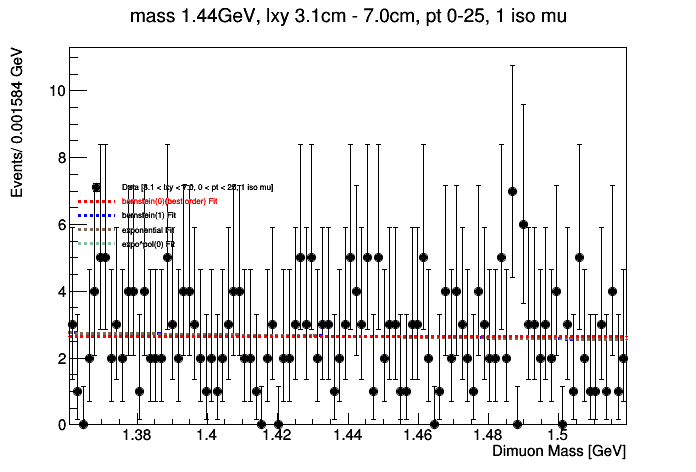 mass 1.44GeV, lxy 3.1cm - 7.0cm, pt 0-25, 1 iso mu
Events/ 0.001584 GeV
10
8
6
4
2
0
Data [3.1 < lxy < 7.0, 0 < pt < 25, 1 iso mu]
bernstein(0)(best order) Fit
bernstein(1) Fit
exponential Fit
expo*pol(0) Fit
1.38 1.4 1.42 1.44 1.46 1.48 1.5
Dimuon Mass [GeV]